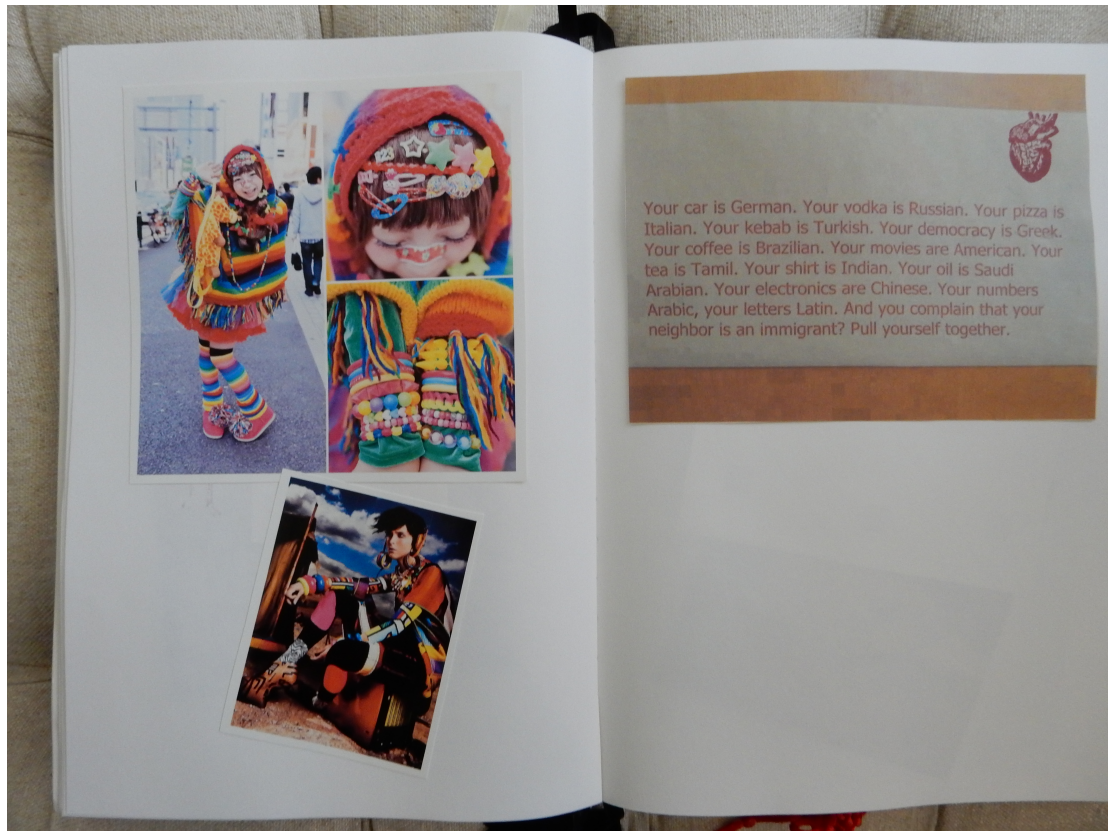 Your car is German. Your vodka is Russian. Your pizza is
Italian. Your kebab is Turkish. Your democracy is Greek.
Your coffee is Brazilian. Your movies are American. Your
tea is Tamil. Your shirt is Indian. Your oil is Saudi
Arabian. Your electronics are Chinese. Your numbers
Arabic, your letters Latin. And you complain that your
neighbor is an immigrant? Pull yourself together.